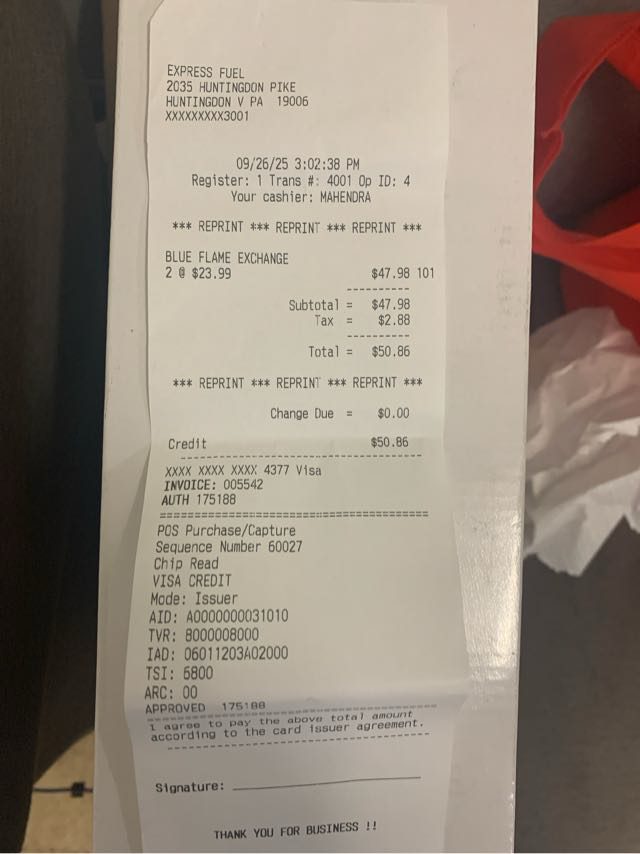 EXPRESS FUEL
2035 HUNTINGDON PIKE
HUNTINGDON V PA 19006
XXXXXXXXX3001
09/26/25 3:02:38 PM
Register: 1 Trans #: 4001 Op ID: 4
Your cashier: MAHENDRA
*** REPRINT *** REPRINT *** REPRINT ***
BLUE FLAME EXCHANGE
2 @ $23.99 $47.98 101
----------
Subtotal = $47.98
Tax = $2.88
----------
Total = $50.86
*** REPRINT *** REPRINT *** REPRINT ***
Change Due = $0.00
Credit $50.86
----------------------------------------
XXXX XXXX XXXX 4377 Visa
INVOICE: 005542
AUTH 175188
========================================
POS Purchase/Capture
Sequence Number 60027
Chip Read
VISA CREDIT
Mode: Issuer
AID: A0000000031010
TVR: 8000008000
IAD: 06011203A02000
TSI: 6800
ARC: 00
APPROVED 175188
========================================
I agree to pay the above total amount
according to the card issuer agreement.
----------------------------------------
Signature: ____________________
THANK YOU FOR BUSINESS !!